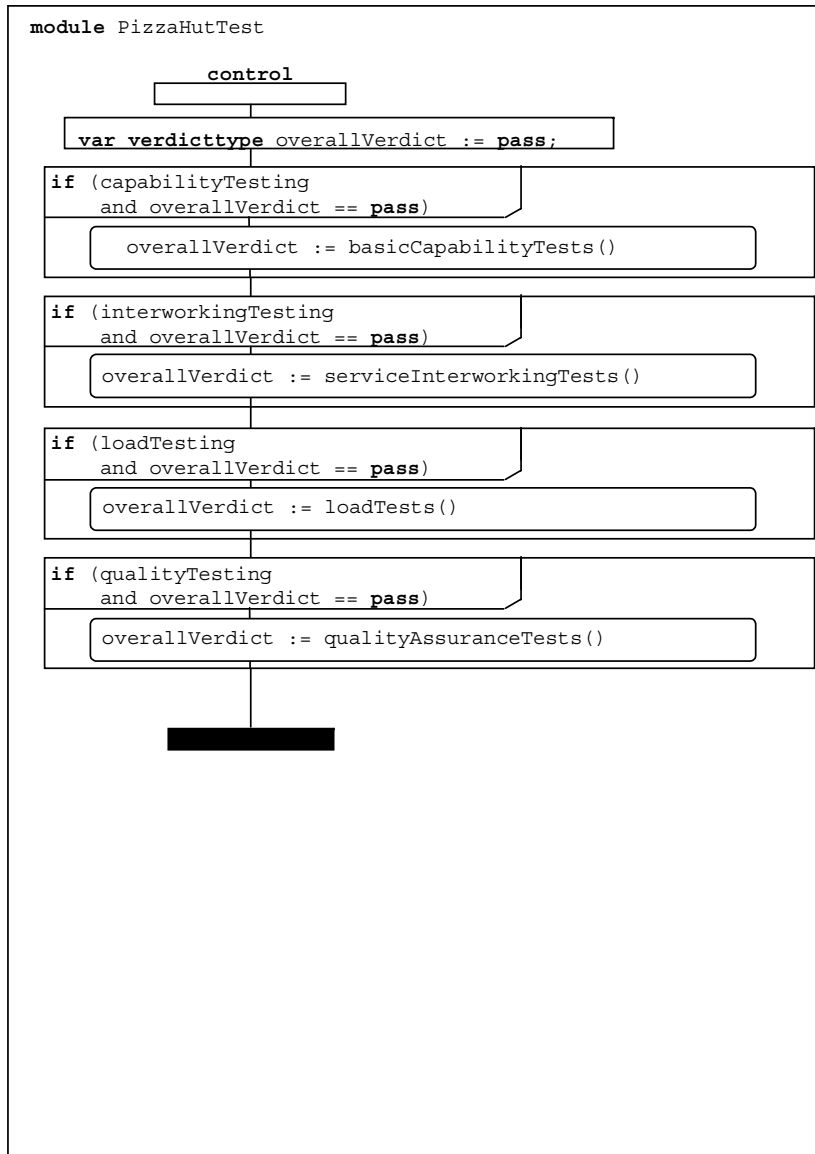 module PizzaHutTest
control
var verdicttype overallVerdict := pass;
if (capabilityTesting
and overallVerdict == pass)
overallVerdict := basicCapabilityTests()
if (interworkingTesting
and overallVerdict == pass)
overallVerdict := serviceInterworkingTests()
if (loadTesting
and overallVerdict == pass)
overallVerdict := loadTests()
if (qualityTesting
and overallVerdict == pass)
overallVerdict := qualityAssuranceTests()